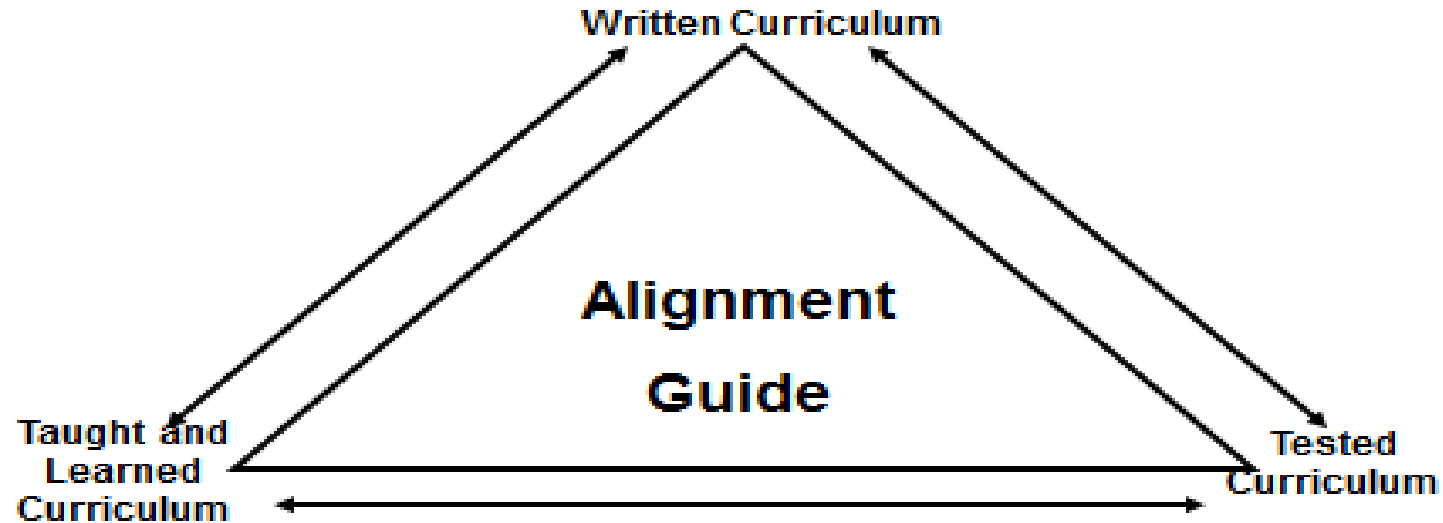 Written Curriculum
Alignment
Guide
Taught and
Learned
Curriculum
Tested
Curriculum